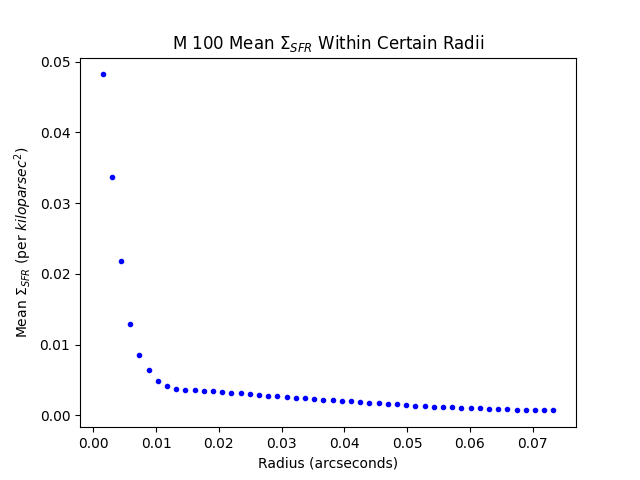 M 100 Mean Σ_SFR Within Certain Radii
0.05
0.04
0.03
0.02
0.01
0.00
Mean Σ_SFR (per kiloparsec²)
0.00 0.01 0.02 0.03 0.04 0.05 0.06 0.07
Radius (arcseconds)